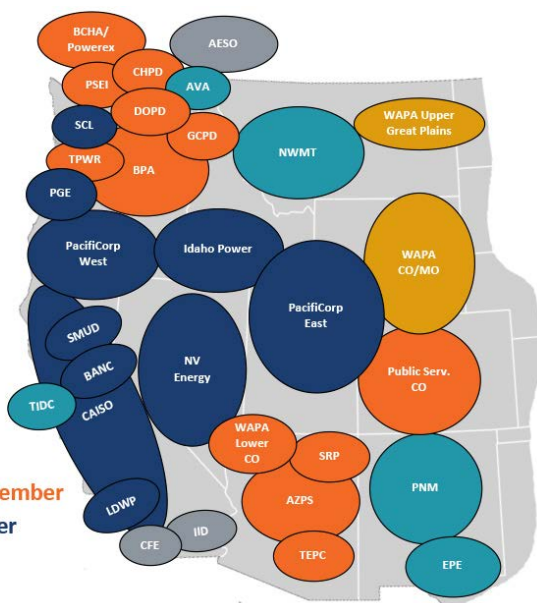 BCHA/
Powerex
AESO
CHPD
PSEI
AVA
DOPD
WAPA Upper
Great Plains
SCL
GCPD
NWMT
TPWR
BPA
PGE
PacifiCorp
West
Idaho Power
WAPA
CO/MO
PacifiCorp
East
SMUD
NV
Energy
BANC
Public Serv.
CO
TIDC
CAISO
WAPA
Lower
CO
SRP
PNM
ember
er
LDWP
AZPS
CFE
IID
TEPC
EPE